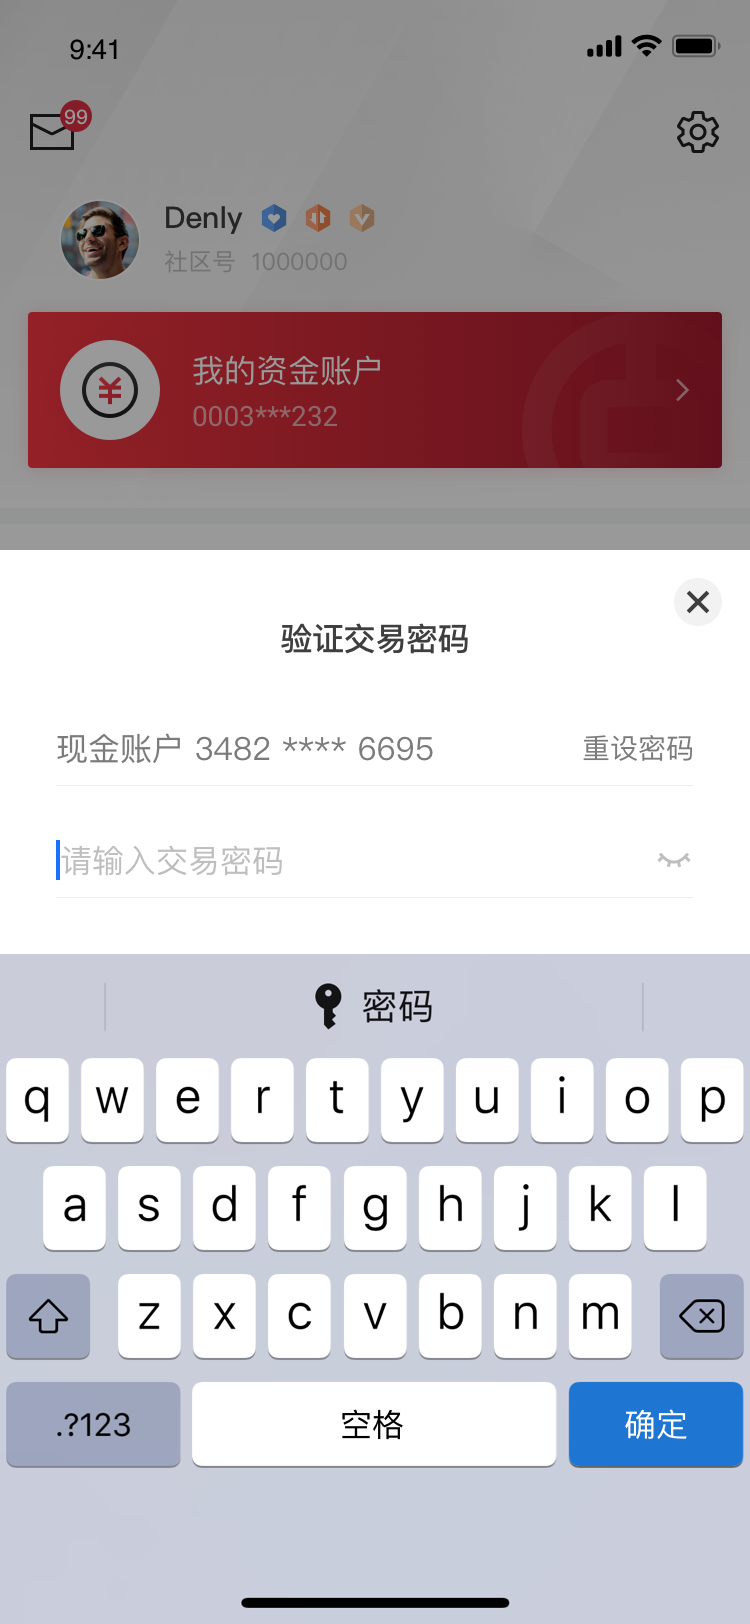 9:41
99
Denly
社区号 1000000
我的资金账户
0003***232
验证交易密码
现金账户 3482 **** 6695 重设密码
请输入交易密码
密码
q w e r t y u i o p
a s d f g h j k l
z x c v b n m
.?123 空格 确定